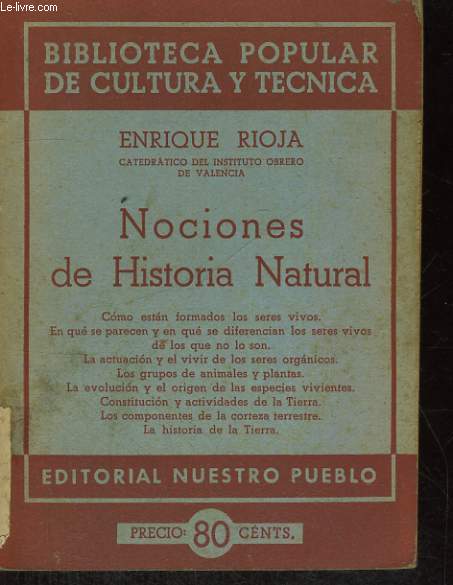 Le-livre.com
BIBLIOTECA POPULAR
DE CULTURA Y TECNICA
ENRIQUE RIOJA
CATEDRÁTICO DEL INSTITUTO OBRERO
DE VALENCIA
Nociones
de Historia Natural
Cómo están formados los seres vivos.
En qué se parecen y en qué se diferencian los seres vivos
de los que no lo son.
La actuación y el vivir de los seres orgánicos.
Los grupos de animales y plantas.
La evolución y el origen de las especies vivientes.
Constitución y actividades de la Tierra.
Los componentes de la corteza terrestre.
La historia de la Tierra.
EDITORIAL NUESTRO PUEBLO
PRECIO: 80 CÉNTS.